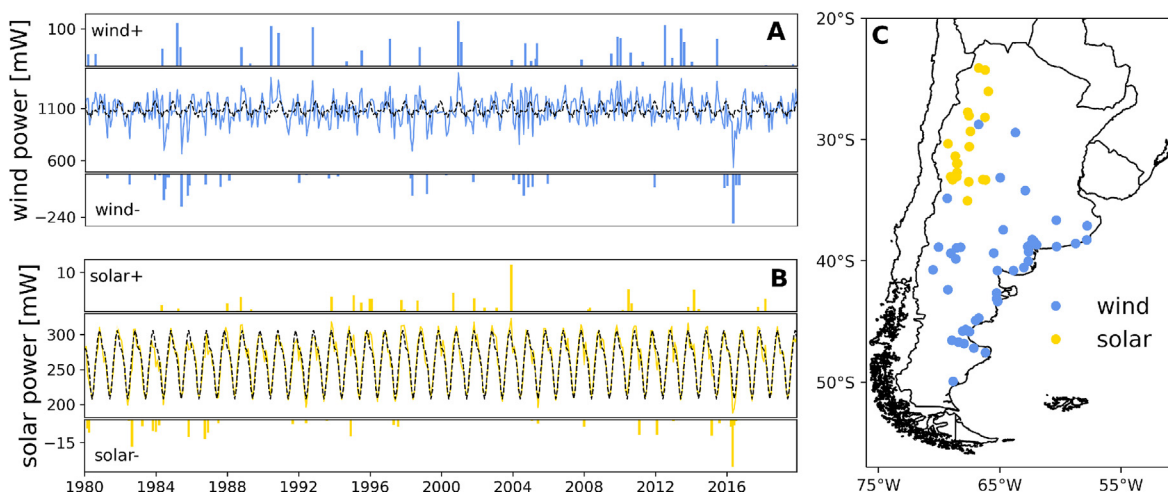 wind power [mW]
A
wind+
100
1100
600
wind-
−240
solar power [mW]
B
solar+
10
300
250
200
−15
solar-
1980 1984 1988 1992 1996 2000 2004 2008 2012 2016
C
20°S
30°S
40°S
50°S
wind
solar
75°W 65°W 55°W